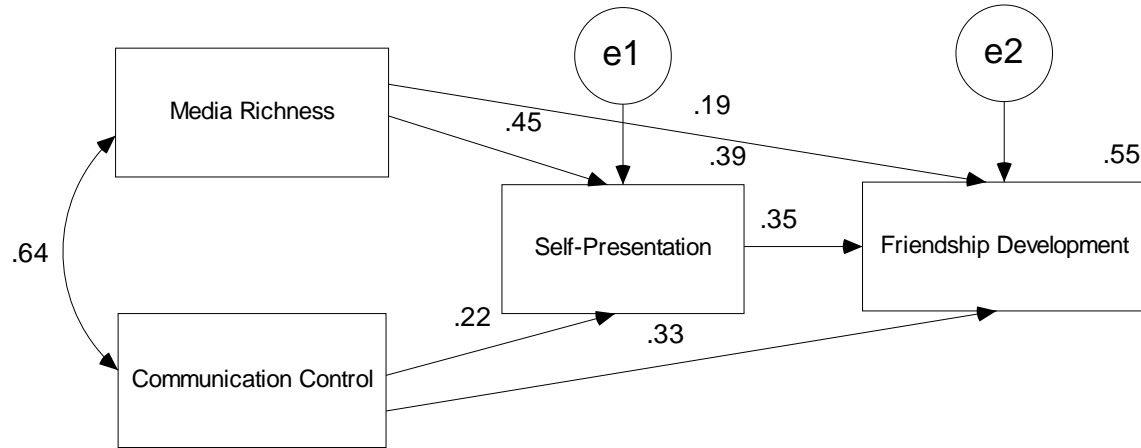 e1
e2
Media Richness
.19
.45
.39
.55
.64
.35
Self-Presentation
Friendship Development
.22
.33
Communication Control